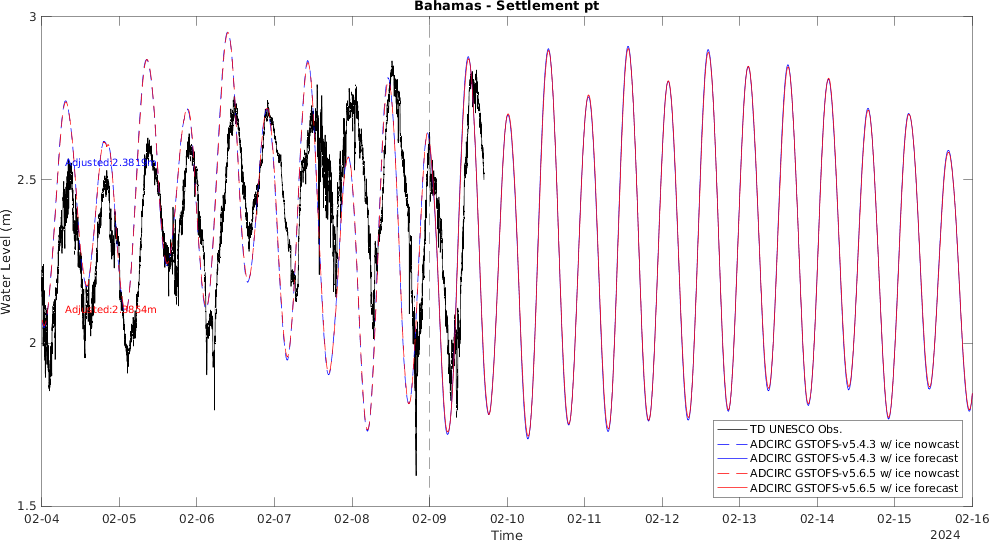 Bahamas - Settlement pt
3
2.5
2
1.5
Water Level (m)
Adjusted:2.3819m
02-04
02-05
02-06
02-07
02-08
02-09
02-10
02-11
02-12
02-13
02-14
02-15
02-16
2024
Time
TD UNESCO Obs.
ADCIRC GSTOFS-v5.4.3 w/ ice nowcast
ADCIRC GSTOFS-v5.4.3 w/ ice forecast
ADCIRC GSTOFS-v5.6.5 w/ ice nowcast
ADCIRC GSTOFS-v5.6.5 w/ ice forecast